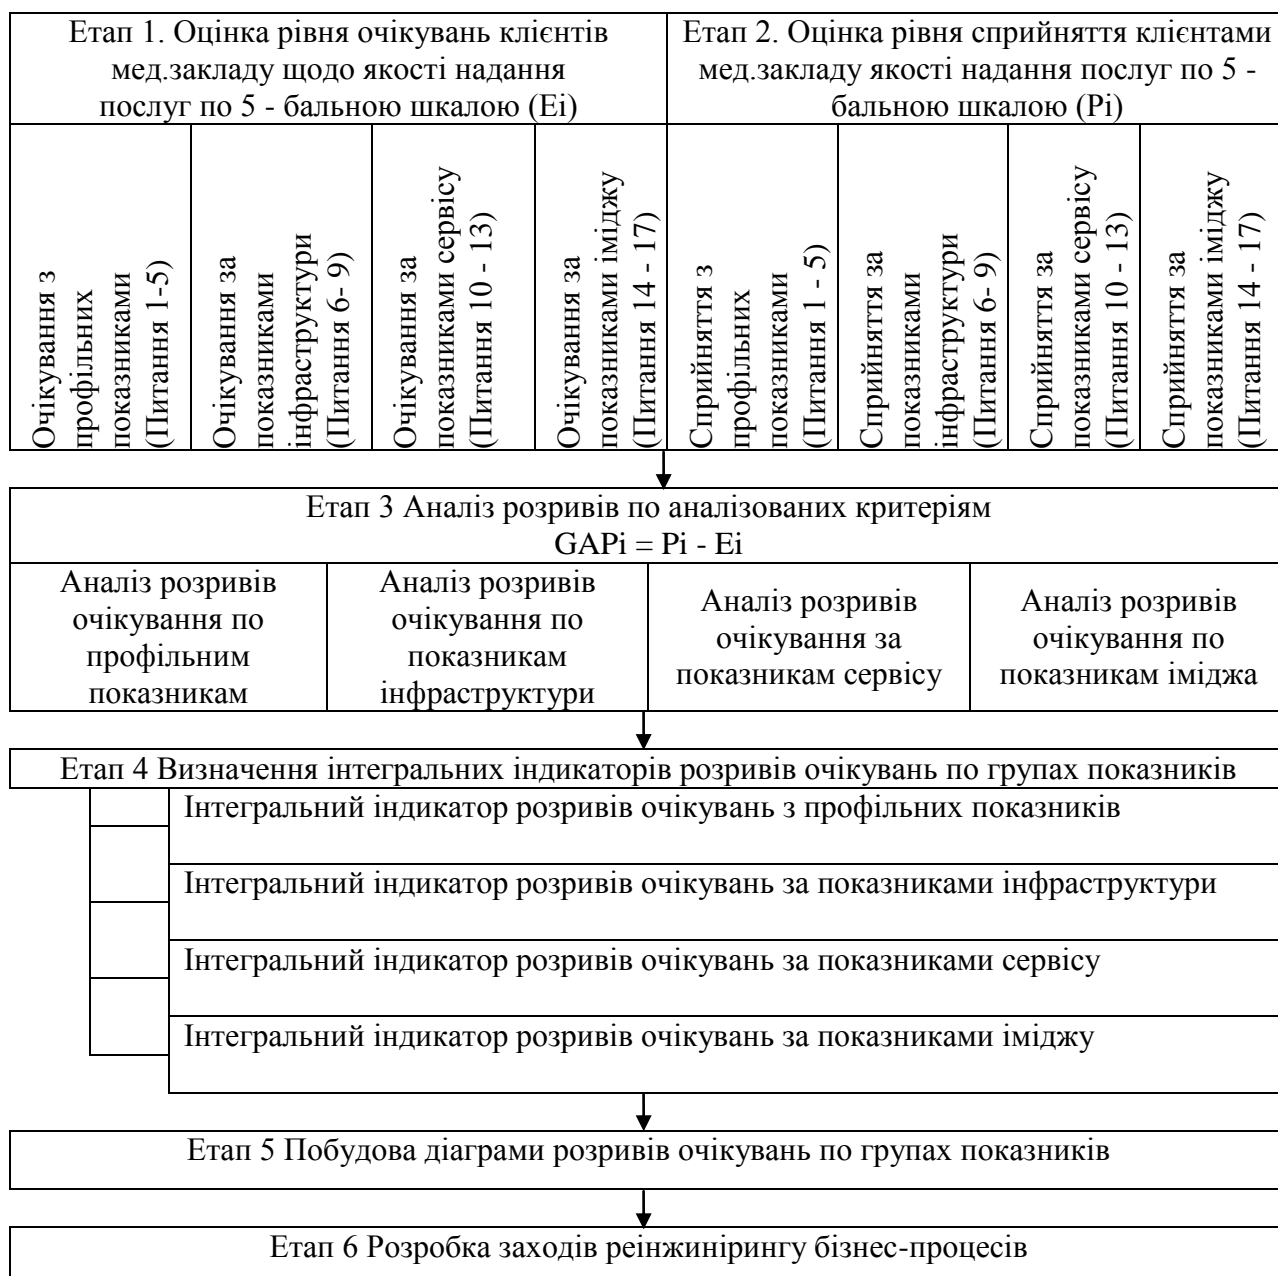 Етап 1. Оцінка рівня очікувань клієнтів
мед.закладу щодо якості надання
послуг по 5 - бальною шкалою (Еі)
Етап 2. Оцінка рівня сприйняття клієнтами
мед.закладу якості надання послуг по 5 -
бальною шкалою (Рі)
Очікування з
профільних
показниками
(Питання 1-5)
Очікування за
показниками
інфраструктури
(Питання 6- 9)
Очікування за
показниками сервісу
(Питання 10 - 13)
Очікування за
показниками іміджу
(Питання 14 - 17)
Сприйняття з
профільних
показниками
(Питання 1 - 5)
Сприйняття за
показниками
інфраструктури
(Питання 6- 9)
Сприйняття за
показниками сервісу
(Питання 10 - 13)
Сприйняття за
показниками іміджу
(Питання 14 - 17)
Етап 3 Аналіз розривів по аналізованих критеріям
GAPi = Pi - Ei
Аналіз розривів
очікування по
профільним
показникам
Аналіз розривів
очікування по
показникам
інфраструктури
Аналіз розривів
очікування за
показникам сервісу
Аналіз розривів
очікування по
показникам іміджа
Етап 4 Визначення інтегральних індикаторів розривів очікувань по групах показників
Інтегральний індикатор розривів очікувань з профільних показників
Інтегральний індикатор розривів очікувань за показниками інфраструктури
Інтегральний індикатор розривів очікувань за показниками сервісу
Інтегральний індикатор розривів очікувань за показниками іміджу
Етап 5 Побудова діаграми розривів очікувань по групах показників
Етап 6 Розробка заходів реінжинірингу бізнес-процесів